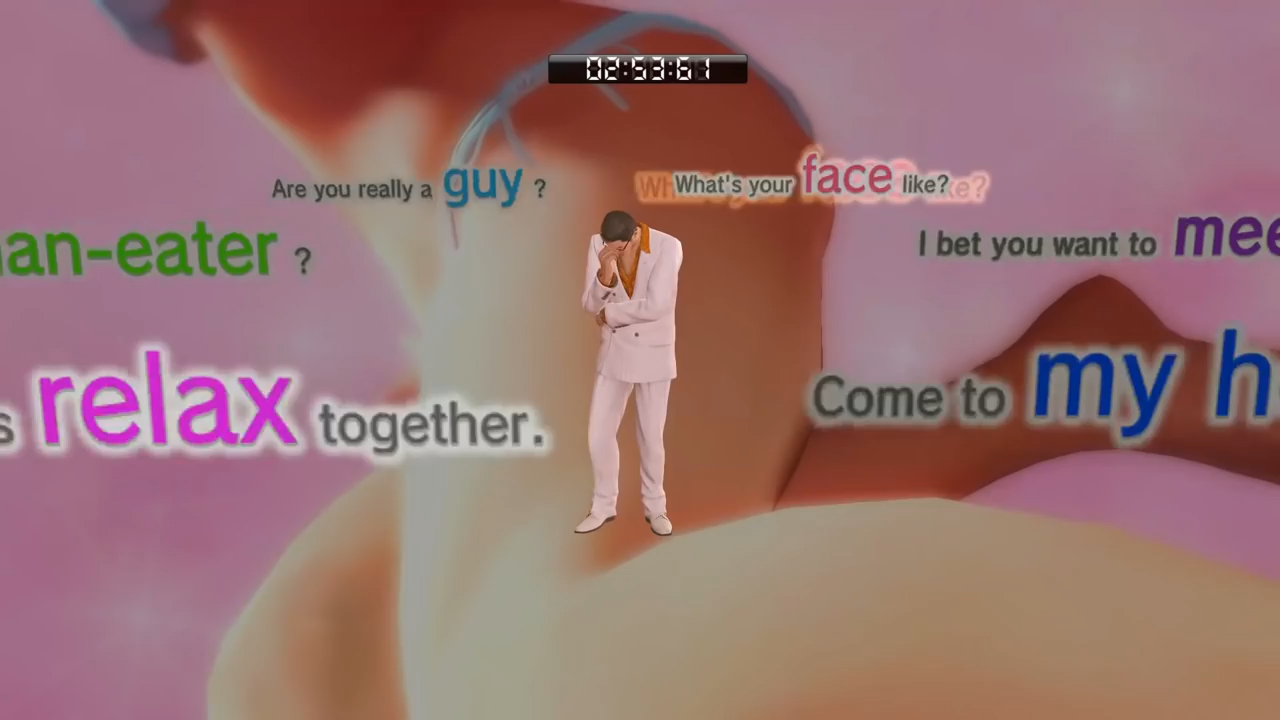 02:53:61
Are you really a guy ?
What's your face like?
an-eater ?
I bet you want to mee
s relax together.
Come to my h